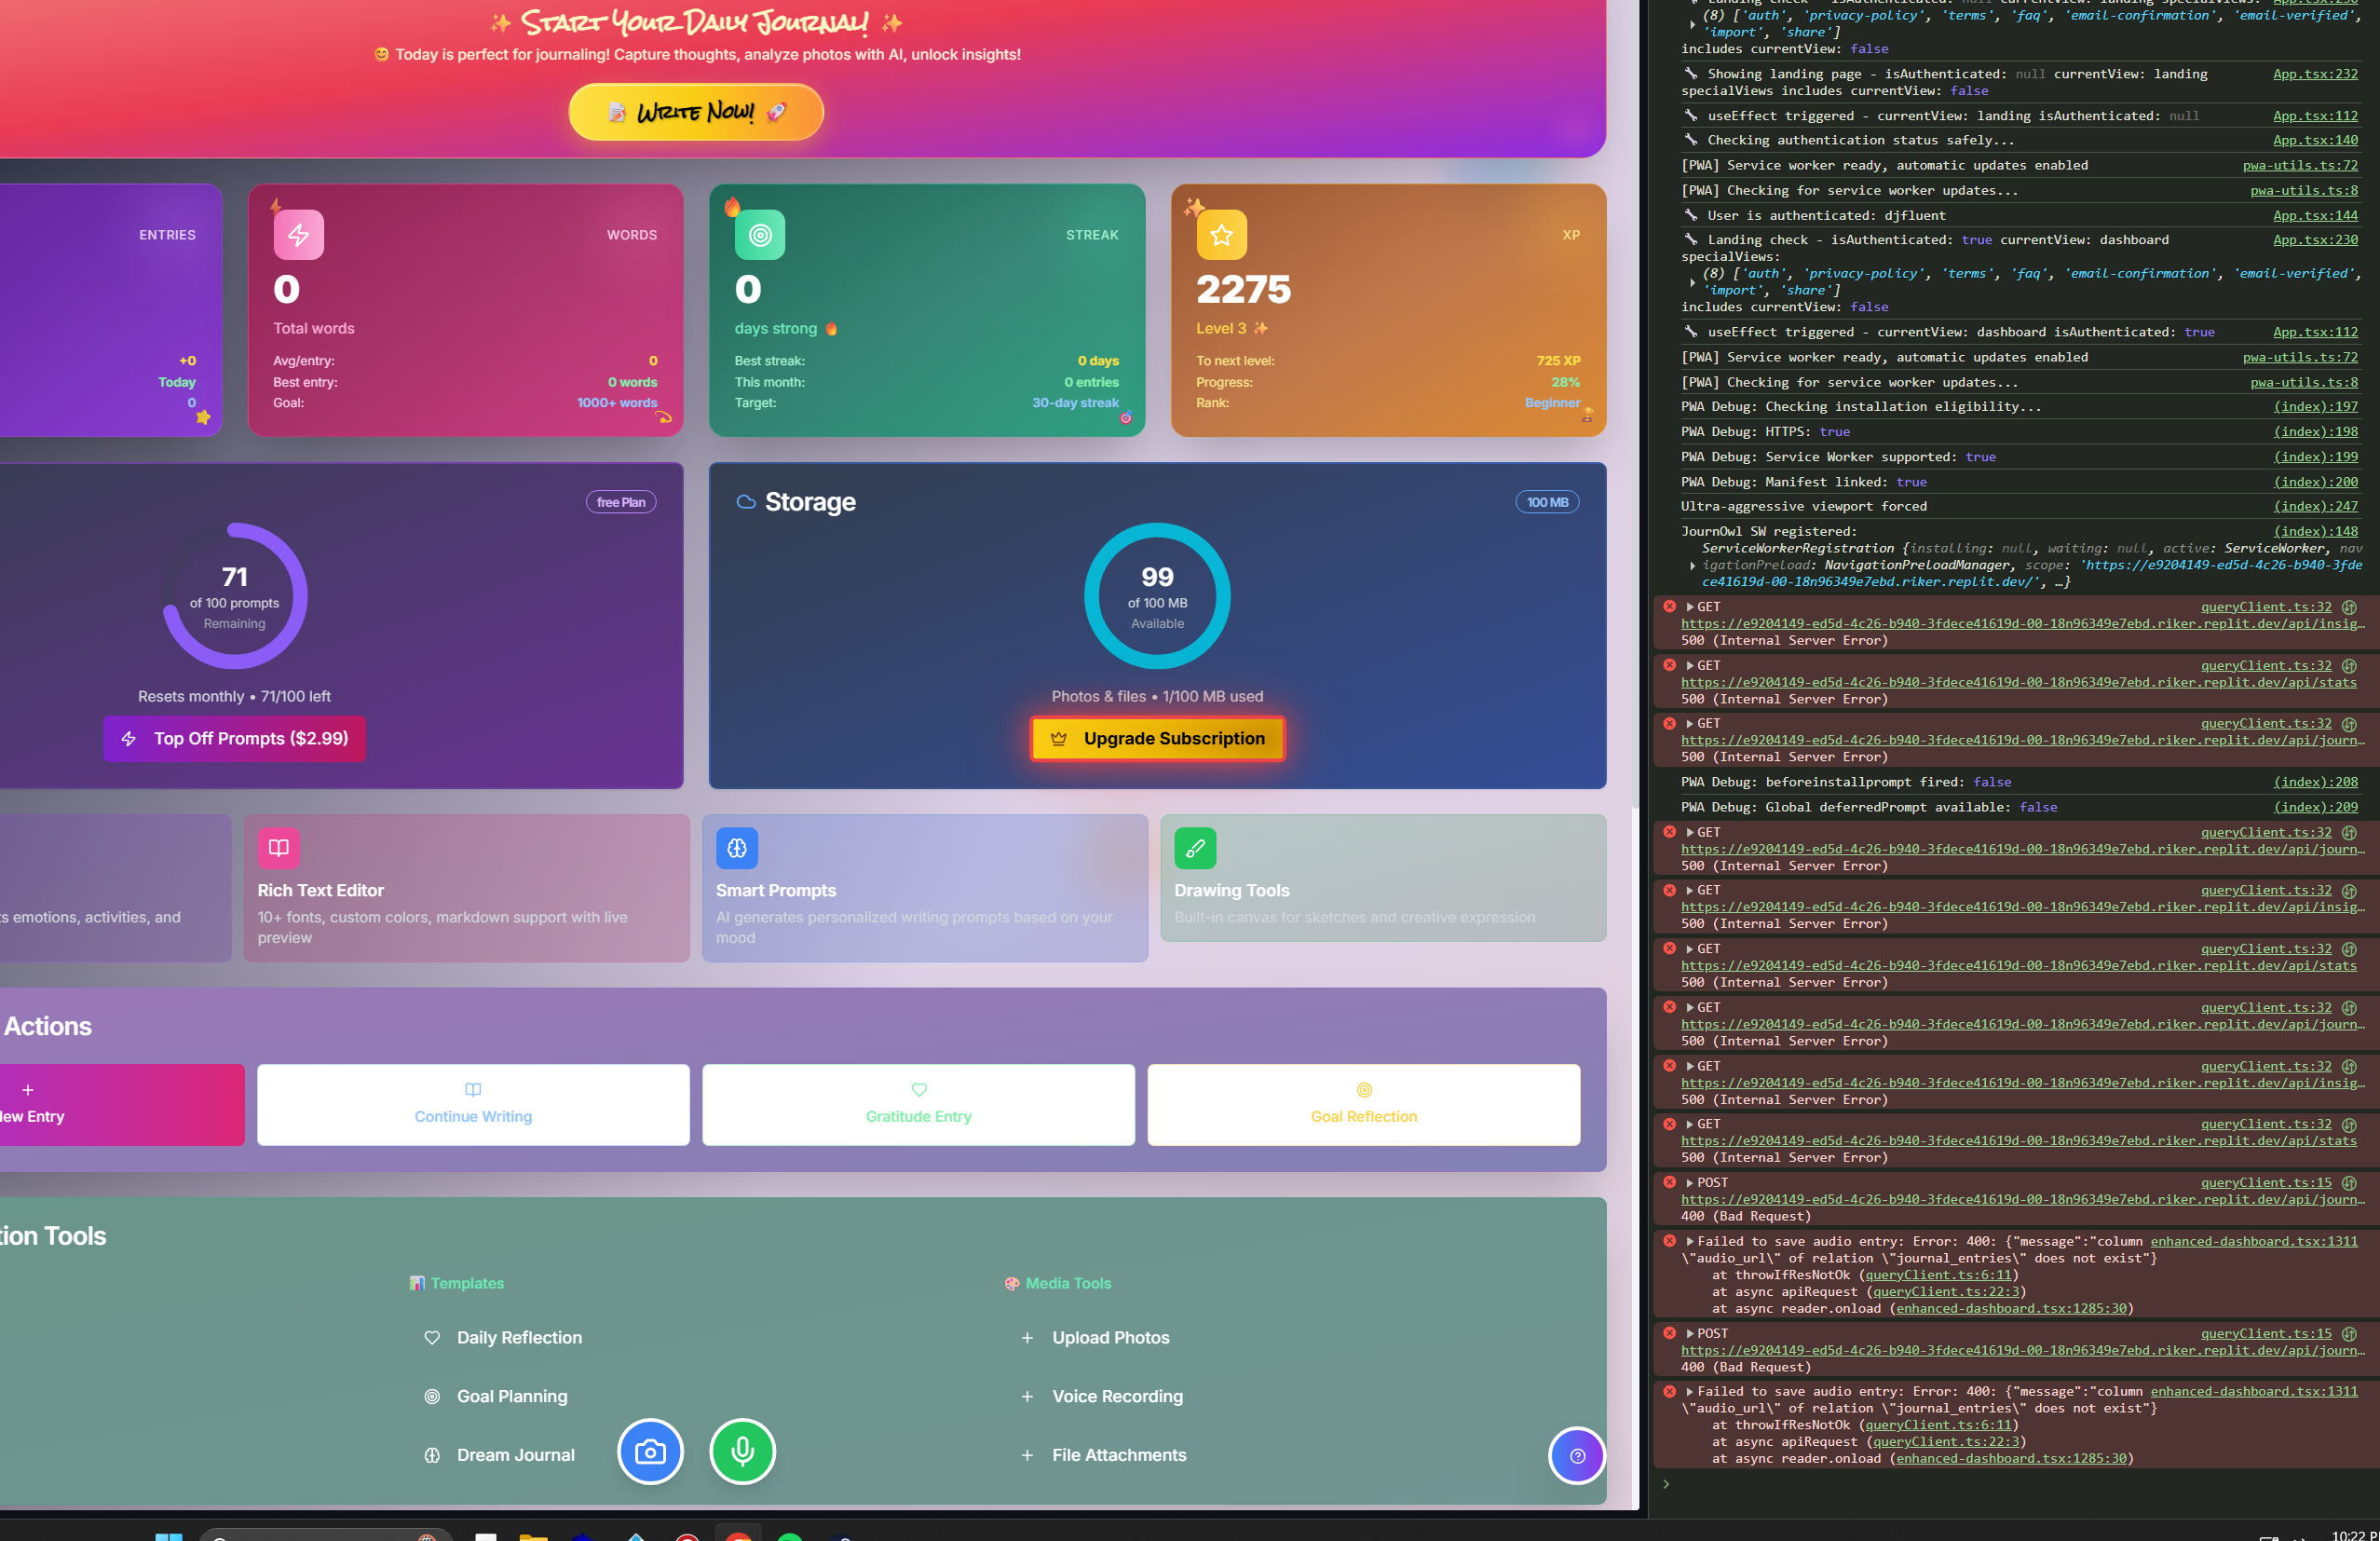 ✨ Start Your Daily Journal! ✨
😊 Today is perfect for journaling! Capture thoughts, analyze photos with AI, unlock insights!
📝 Write Now! 🚀
ENTRIES
+0
Today
0
WORDS
0
Total words
Avg/entry: 0
Best entry: 0 words
Goal: 1000+ words
STREAK
0
days strong 🔥
Best streak: 0 days
This month: 0 entries
Target: 30-day streak
XP
2275
Level 3 ✨
To next level: 725 XP
Progress: 28%
Rank: Beginner
free Plan
71
of 100 prompts
Remaining
Resets monthly • 71/100 left
Top Off Prompts ($2.99)
Storage
100 MB
99
of 100 MB
Available
Photos & files • 1/100 MB used
Upgrade Subscription
s emotions, activities, and
Rich Text Editor
10+ fonts, custom colors, markdown support with live
preview
Smart Prompts
AI generates personalized writing prompts based on your
mood
Drawing Tools
Built-in canvas for sketches and creative expression
Actions
ew Entry
Continue Writing
Gratitude Entry
Goal Reflection
tion Tools
📊 Templates
Daily Reflection
Goal Planning
Dream Journal
🎨 Media Tools
Upload Photos
Voice Recording
File Attachments
(8) ['auth', 'privacy-policy', 'terms', 'faq', 'email-confirmation', 'email-verified',
'import', 'share']
includes currentView: false
🔧 Showing landing page - isAuthenticated: null currentView: landing App.tsx:232
specialViews includes currentView: false
🔧 useEffect triggered - currentView: landing isAuthenticated: null App.tsx:112
🔧 Checking authentication status safely... App.tsx:140
[PWA] Service worker ready, automatic updates enabled pwa-utils.ts:72
[PWA] Checking for service worker updates... pwa-utils.ts:8
🔧 User is authenticated: djfluent App.tsx:144
🔧 Landing check - isAuthenticated: true currentView: dashboard App.tsx:230
specialViews:
(8) ['auth', 'privacy-policy', 'terms', 'faq', 'email-confirmation', 'email-verified',
'import', 'share']
includes currentView: false
🔧 useEffect triggered - currentView: dashboard isAuthenticated: true App.tsx:112
[PWA] Service worker ready, automatic updates enabled pwa-utils.ts:72
[PWA] Checking for service worker updates... pwa-utils.ts:8
PWA Debug: Checking installation eligibility... (index):197
PWA Debug: HTTPS: true (index):198
PWA Debug: Service Worker supported: true (index):199
PWA Debug: Manifest linked: true (index):200
Ultra-aggressive viewport forced (index):247
JournOwl SW registered: (index):148
ServiceWorkerRegistration {installing: null, waiting: null, active: ServiceWorker, nav
igationPreload: NavigationPreloadManager, scope: 'https://e9204149-ed5d-4c26-b940-3fde
ce41619d-00-18n96349e7ebd.riker.replit.dev/', …}
GET queryClient.ts:32
https://e9204149-ed5d-4c26-b940-3fdece41619d-00-18n96349e7ebd.riker.replit.dev/api/insig…
500 (Internal Server Error)
GET queryClient.ts:32
https://e9204149-ed5d-4c26-b940-3fdece41619d-00-18n96349e7ebd.riker.replit.dev/api/stats
500 (Internal Server Error)
GET queryClient.ts:32
https://e9204149-ed5d-4c26-b940-3fdece41619d-00-18n96349e7ebd.riker.replit.dev/api/journ…
500 (Internal Server Error)
PWA Debug: beforeinstallprompt fired: false (index):208
PWA Debug: Global deferredPrompt available: false (index):209
GET queryClient.ts:32
https://e9204149-ed5d-4c26-b940-3fdece41619d-00-18n96349e7ebd.riker.replit.dev/api/journ…
500 (Internal Server Error)
GET queryClient.ts:32
https://e9204149-ed5d-4c26-b940-3fdece41619d-00-18n96349e7ebd.riker.replit.dev/api/insig…
500 (Internal Server Error)
GET queryClient.ts:32
https://e9204149-ed5d-4c26-b940-3fdece41619d-00-18n96349e7ebd.riker.replit.dev/api/stats
500 (Internal Server Error)
GET queryClient.ts:32
https://e9204149-ed5d-4c26-b940-3fdece41619d-00-18n96349e7ebd.riker.replit.dev/api/journ…
500 (Internal Server Error)
GET queryClient.ts:32
https://e9204149-ed5d-4c26-b940-3fdece41619d-00-18n96349e7ebd.riker.replit.dev/api/insig…
500 (Internal Server Error)
GET queryClient.ts:32
https://e9204149-ed5d-4c26-b940-3fdece41619d-00-18n96349e7ebd.riker.replit.dev/api/stats
500 (Internal Server Error)
POST queryClient.ts:15
https://e9204149-ed5d-4c26-b940-3fdece41619d-00-18n96349e7ebd.riker.replit.dev/api/journ…
400 (Bad Request)
Failed to save audio entry: Error: 400: {"message":"column enhanced-dashboard.tsx:1311
\"audio_url\" of relation \"journal_entries\" does not exist"}
at throwIfResNotOk (queryClient.ts:6:11)
at async apiRequest (queryClient.ts:22:3)
at async reader.onload (enhanced-dashboard.tsx:1285:30)
POST queryClient.ts:15
https://e9204149-ed5d-4c26-b940-3fdece41619d-00-18n96349e7ebd.riker.replit.dev/api/journ…
400 (Bad Request)
Failed to save audio entry: Error: 400: {"message":"column enhanced-dashboard.tsx:1311
\"audio_url\" of relation \"journal_entries\" does not exist"}
at throwIfResNotOk (queryClient.ts:6:11)
at async apiRequest (queryClient.ts:22:3)
at async reader.onload (enhanced-dashboard.tsx:1285:30)
10:22 P